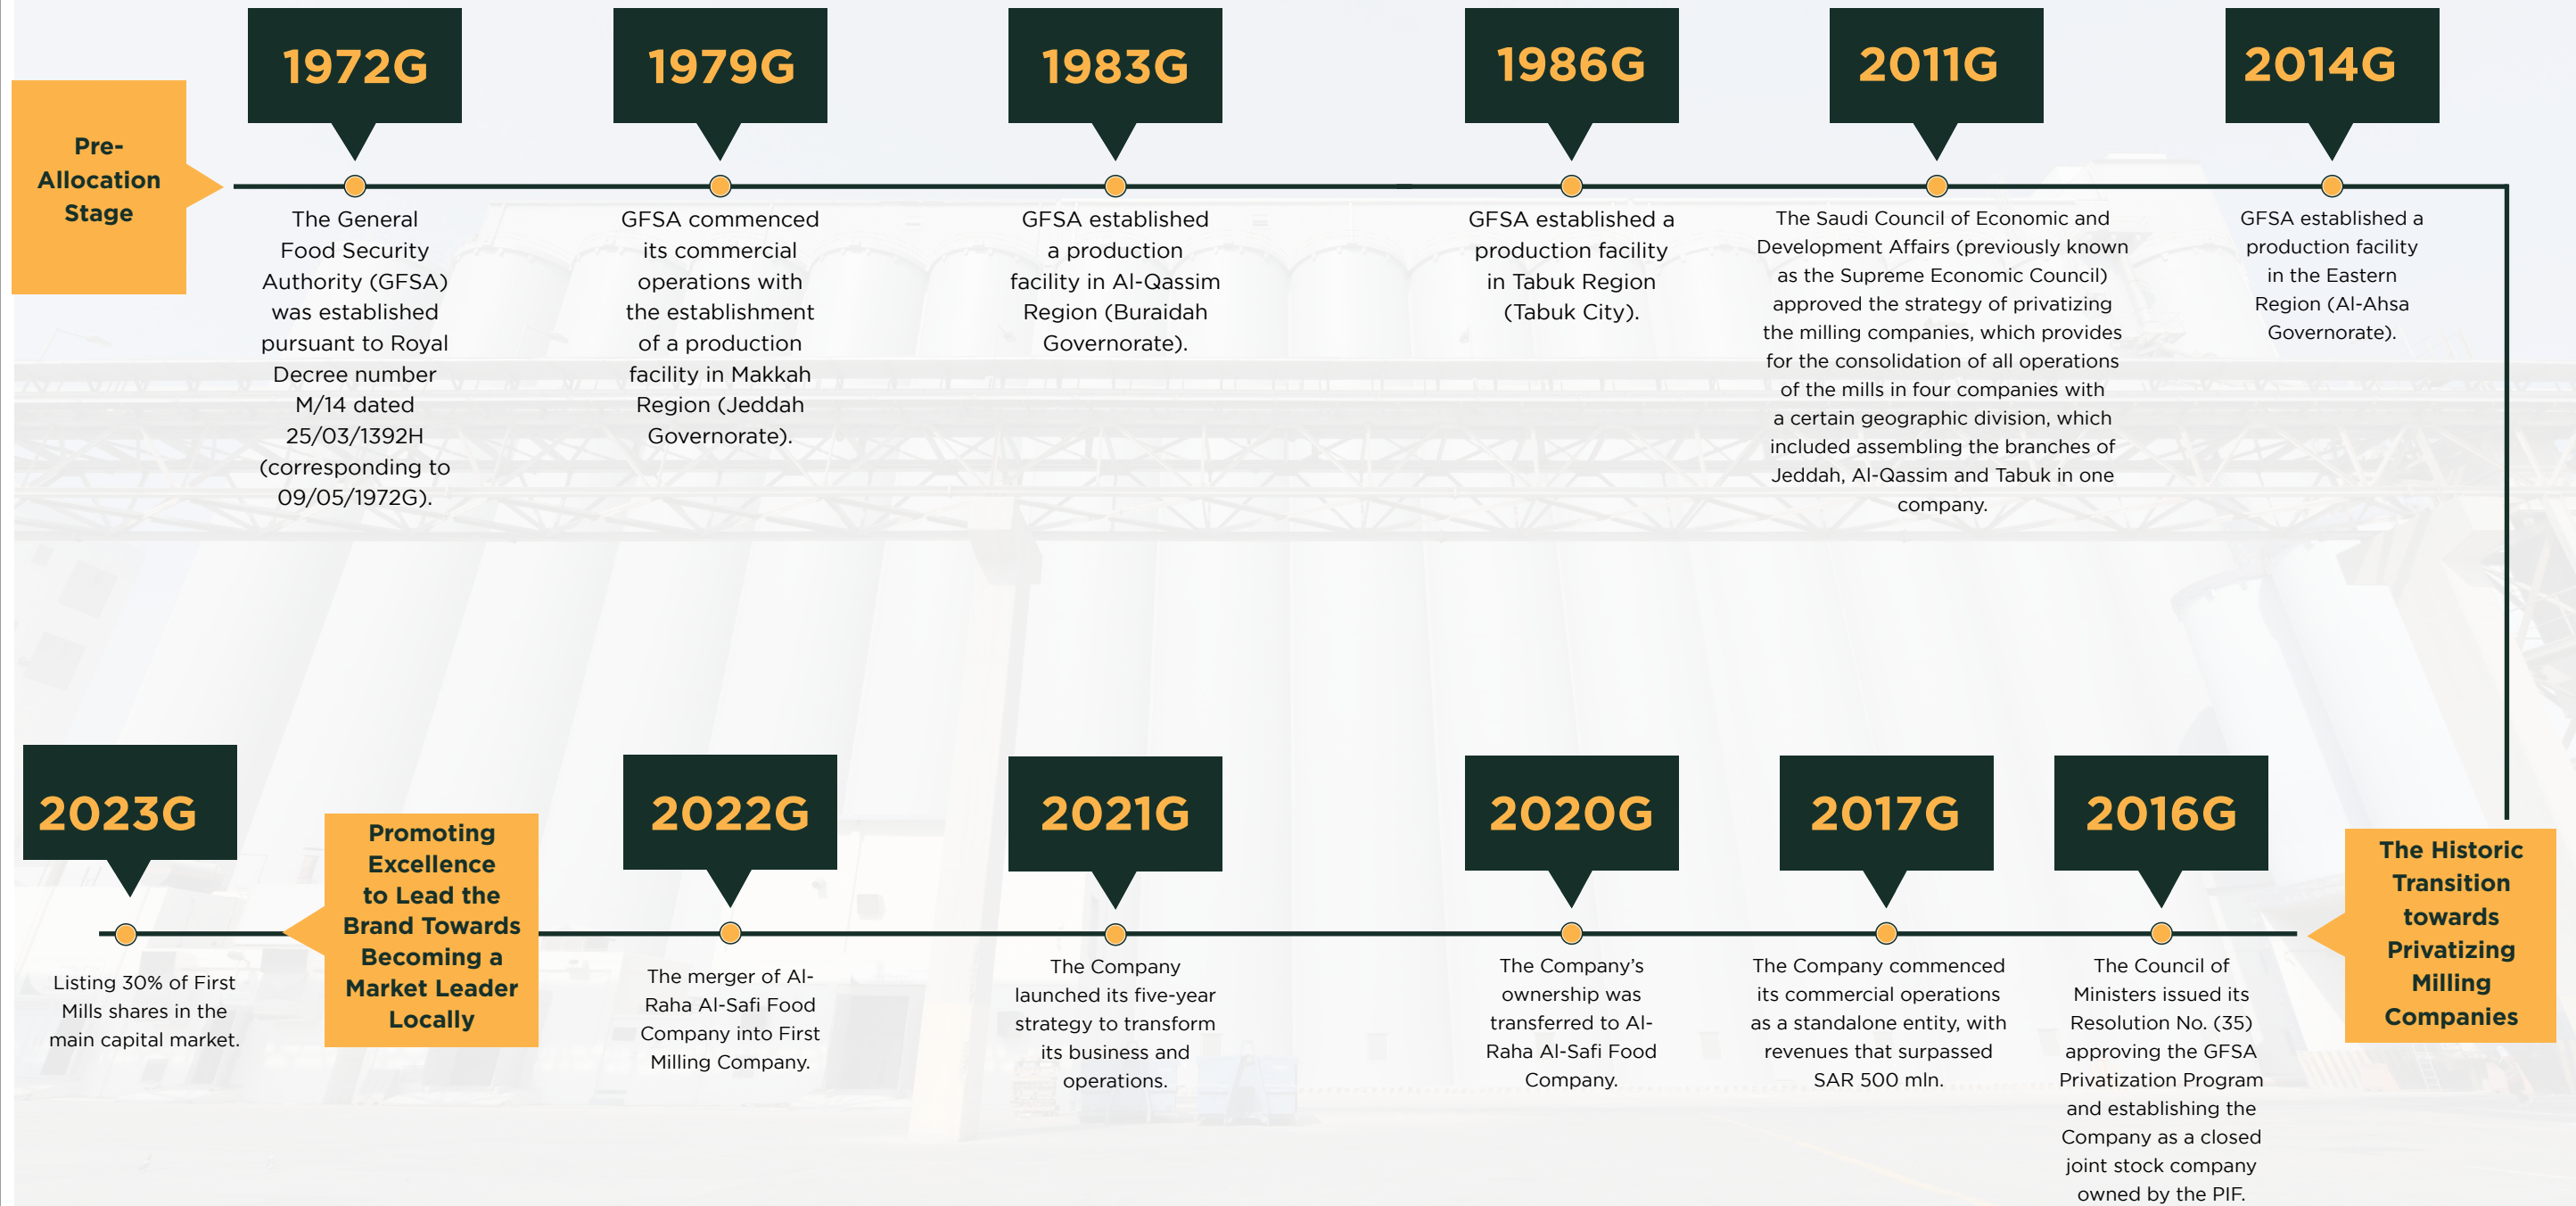 Pre-
Allocation
Stage
1972G
The General
Food Security
Authority (GFSA)
was established
pursuant to Royal
Decree number
M/14 dated
25/03/1392H
(corresponding to
09/05/1972G).
1979G
GFSA commenced
its commercial
operations with
the establishment
of a production
facility in Makkah
Region (Jeddah
Governorate).
1983G
GFSA established
a production
facility in Al-Qassim
Region (Buraidah
Governorate).
1986G
GFSA established a
production facility
in Tabuk Region
(Tabuk City).
2011G
The Saudi Council of Economic and
Development Affairs (previously known
as the Supreme Economic Council)
approved the strategy of privatizing
the milling companies, which provides
for the consolidation of all operations
of the mills in four companies with
a certain geographic division, which
included assembling the branches of
Jeddah, Al-Qassim and Tabuk in one
company.
2014G
GFSA established a
production facility
in the Eastern
Region (Al-Ahsa
Governorate).
The Historic
Transition
towards
Privatizing
Milling
Companies
2016G
The Council of
Ministers issued its
Resolution No. (35)
approving the GFSA
Privatization Program
and establishing the
Company as a closed
joint stock company
owned by the PIF.
2017G
The Company commenced
its commercial operations
as a standalone entity, with
revenues that surpassed
SAR 500 mln.
2020G
The Company's
ownership was
transferred to Al-
Raha Al-Safi Food
Company.
2021G
The Company
launched its five-year
strategy to transform
its business and
operations.
2022G
The merger of Al-
Raha Al-Safi Food
Company into First
Milling Company.
Promoting
Excellence
to Lead the
Brand Towards
Becoming a
Market Leader
Locally
2023G
Listing 30% of First
Mills shares in the
main capital market.